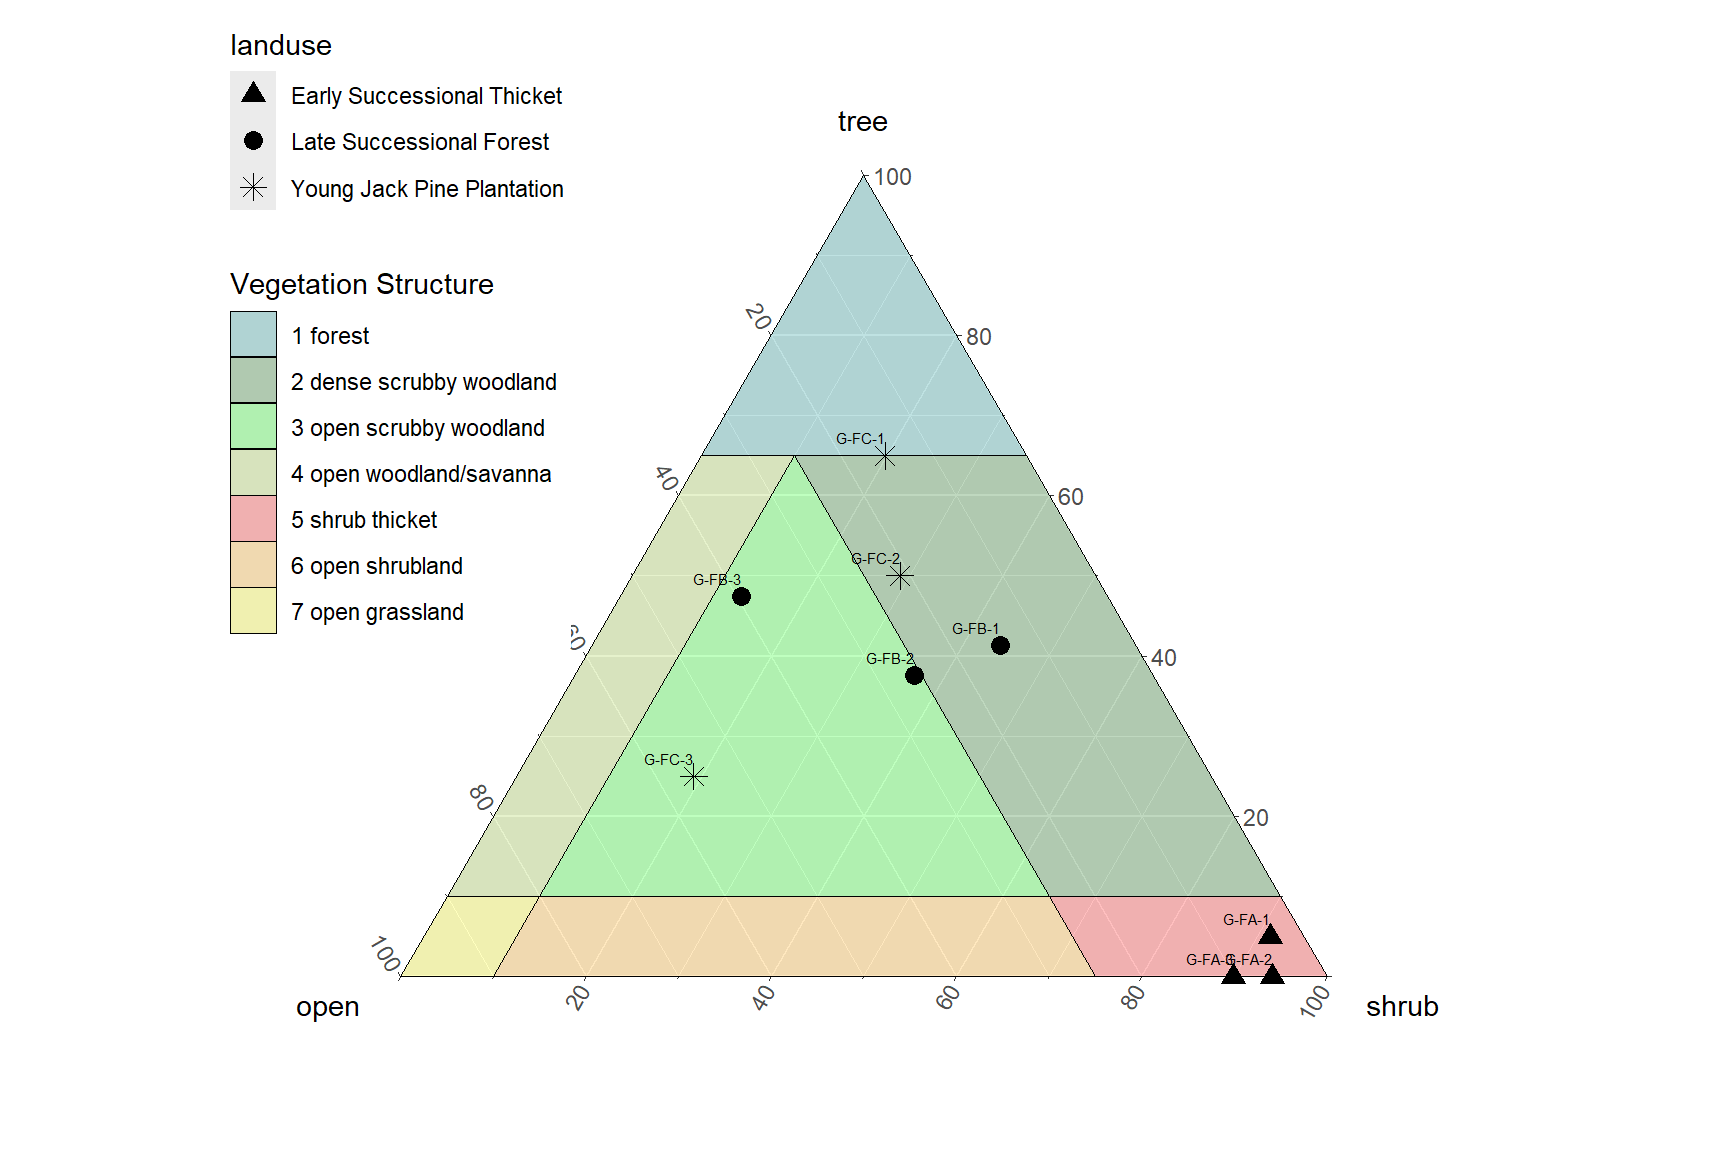 landuse
Early Successional Thicket
Late Successional Forest
Young Jack Pine Plantation
Vegetation Structure
1 forest
2 dense scrubby woodland
3 open scrubby woodland
4 open woodland/savanna
5 shrub thicket
6 open shrubland
7 open grassland
tree
100
20
80
G-FC-1
40
60
G-FC-2
G-FB-3
G-FB-1
60
G-FB-2
40
G-FC-3
80
20
G-FA-1
100
G-FA-3
G-FA-2
open
20
40
60
80
100
shrub